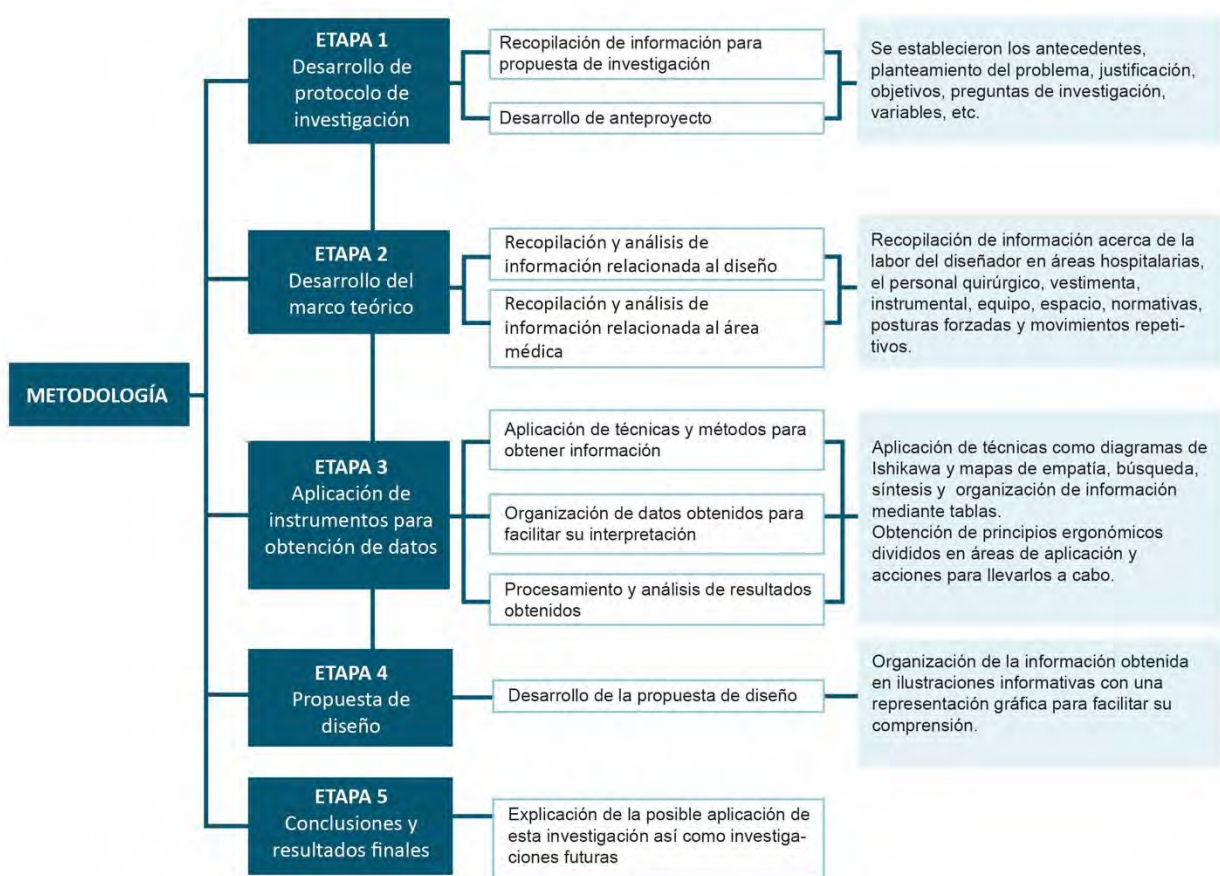 METODOLOGÍA
ETAPA 1
Desarrollo de
protocolo de
investigación
Recopilación de información para
propuesta de investigación
Desarrollo de anteproyecto
Se establecieron los antecedentes,
planteamiento del problema, justificación,
objetivos, preguntas de investigación,
variables, etc.
ETAPA 2
Desarrollo del
marco teórico
Recopilación y análisis de
información relacionada al diseño
Recopilación y análisis de
información relacionada al área
médica
Recopilación de información acerca de la
labor del diseñador en áreas hospitalarias,
el personal quirúrgico, vestimenta,
instrumental, equipo, espacio, normativas,
posturas forzadas y movimientos repeti-
tivos.
ETAPA 3
Aplicación de
instrumentos para
obtención de datos
Aplicación de técnicas y métodos para
obtener información
Organización de datos obtenidos para
facilitar su interpretación
Procesamiento y análisis de resultados
obtenidos
Aplicación de técnicas como diagramas de
Ishikawa y mapas de empatía, búsqueda,
síntesis y organización de información
mediante tablas.
Obtención de principios ergonómicos
divididos en áreas de aplicación y
acciones para llevarlos a cabo.
ETAPA 4
Propuesta de
diseño
Desarrollo de la propuesta de diseño
Organización de la información obtenida
en ilustraciones informativas con una
representación gráfica para facilitar su
comprensión.
ETAPA 5
Conclusiones y
resultados finales
Explicación de la posible aplicación de
esta investigación así como investiga-
ciones futuras